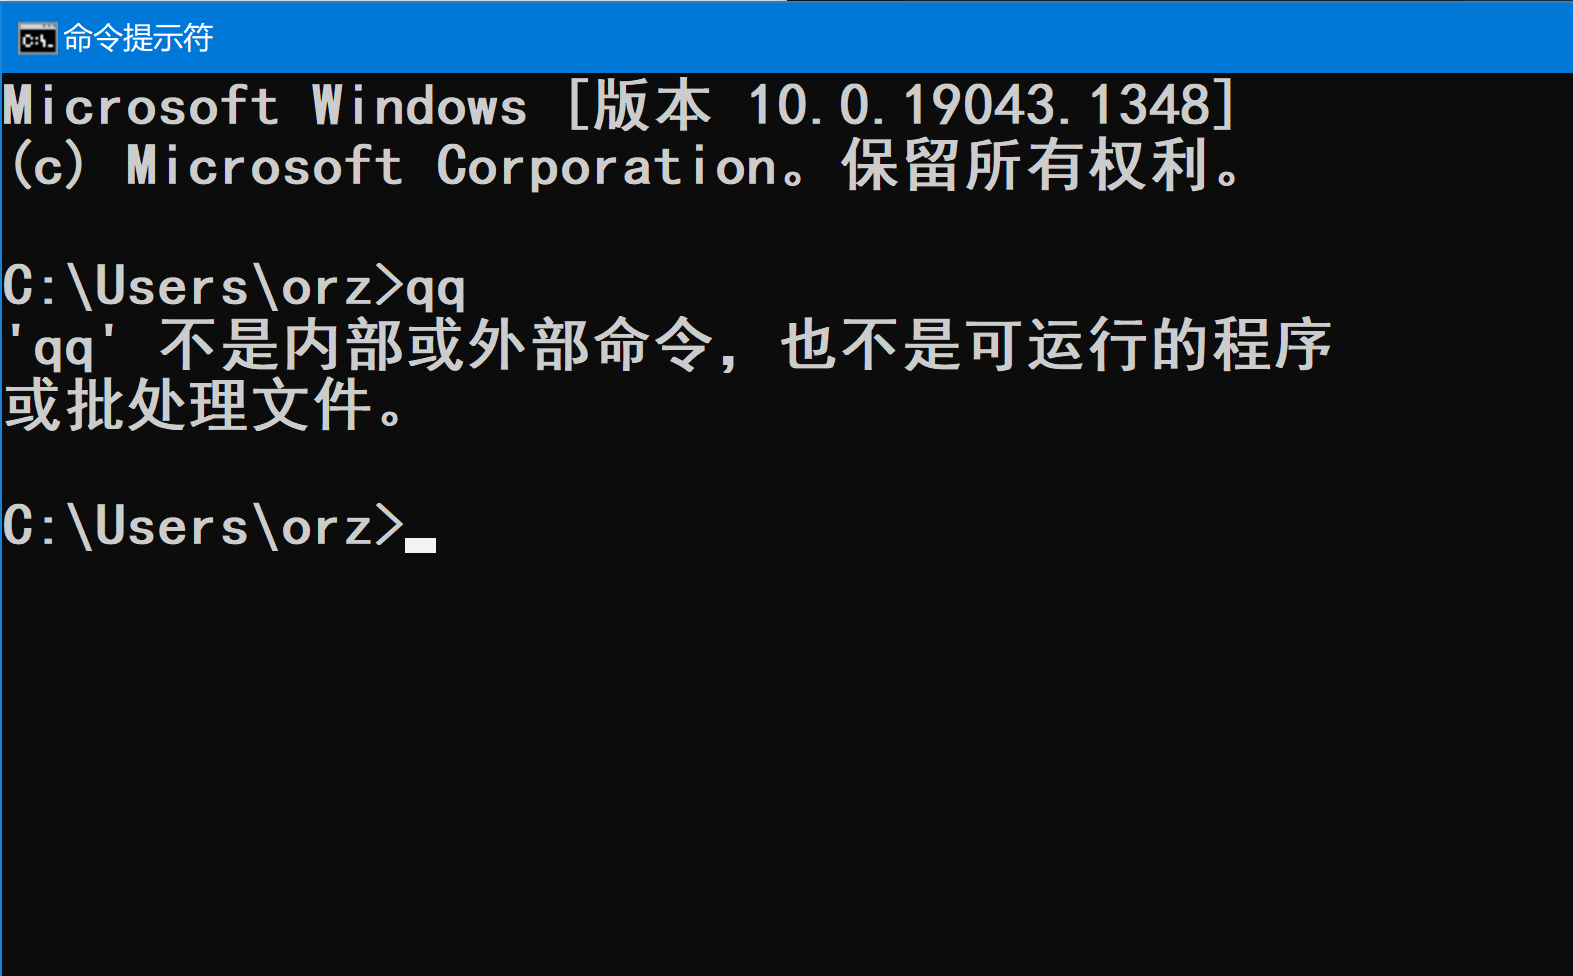 命令提示符
Microsoft Windows [版本 10.0.19043.1348]
(c) Microsoft Corporation。保留所有权利。
C:\Users\orz>qq
'qq' 不是内部或外部命令，也不是可运行的程序
或批处理文件。
C:\Users\orz>